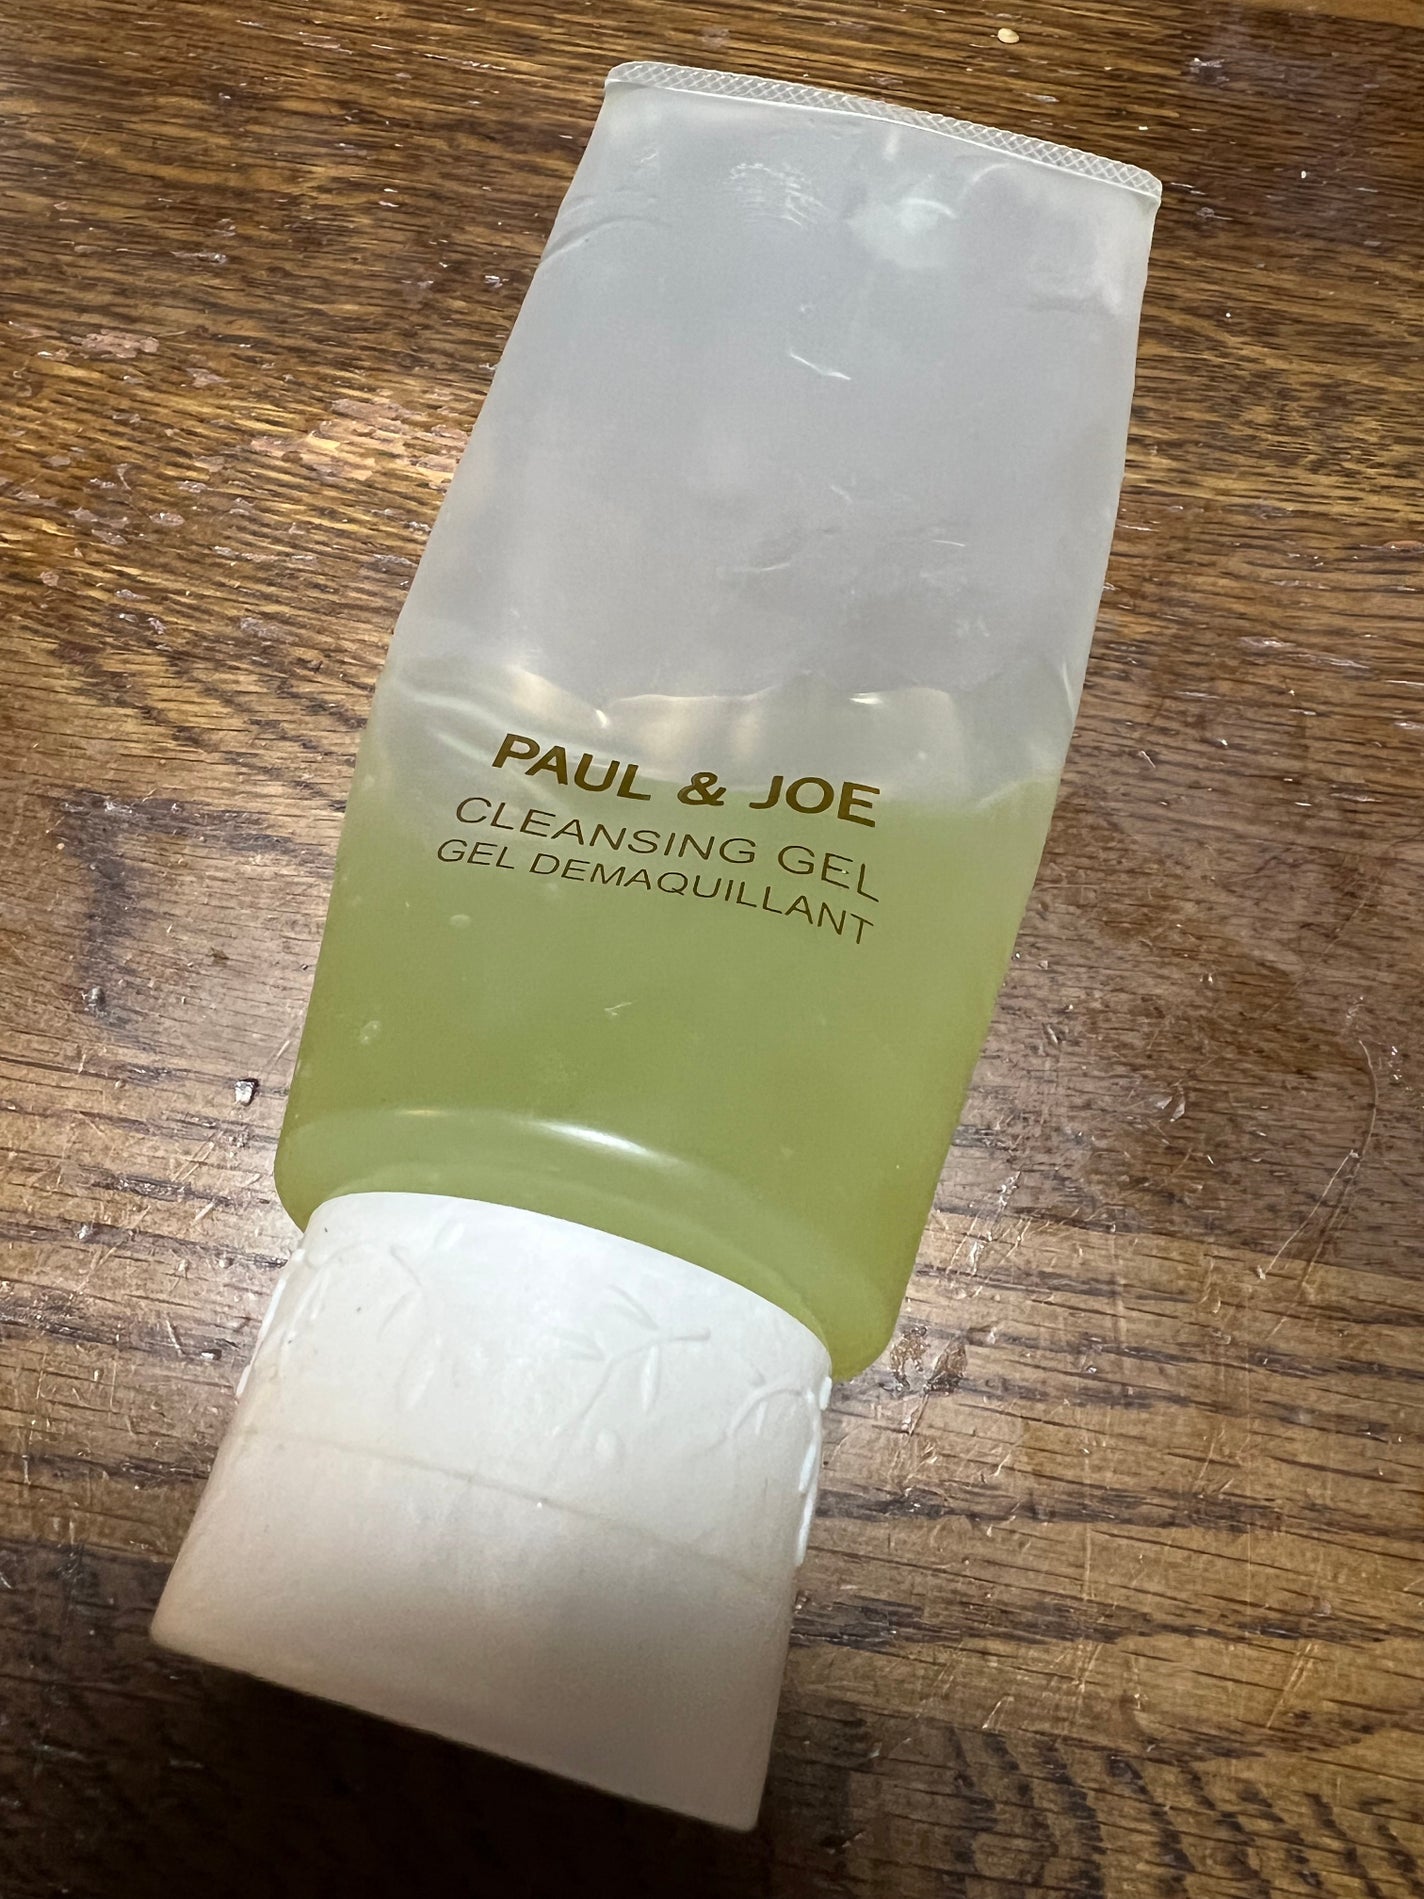 PAUL & JOE
CLEANSING GEL
GEL DEMAQUILLANT